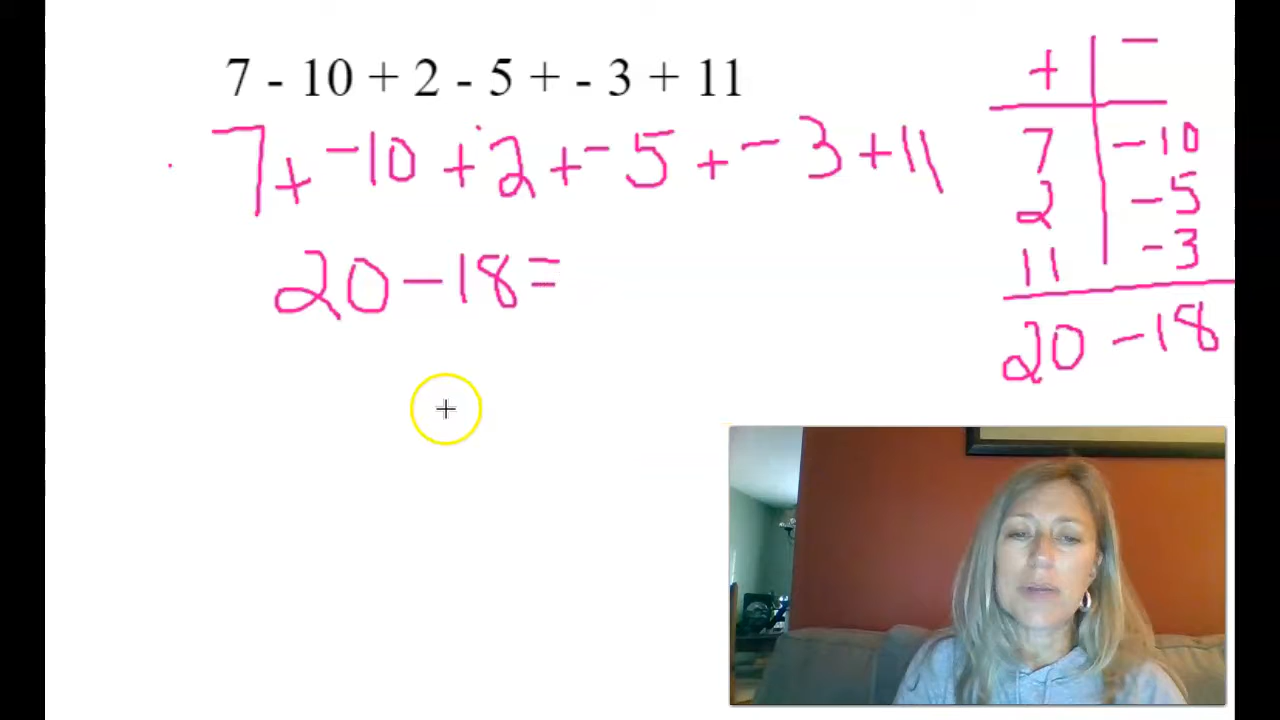 7 - 10 + 2 - 5 + - 3 + 11
7 + -10 + 2 + -5 + -3 + 11
20 - 18 =
+ −
7 -10
2 -5
11 -3
20 -18